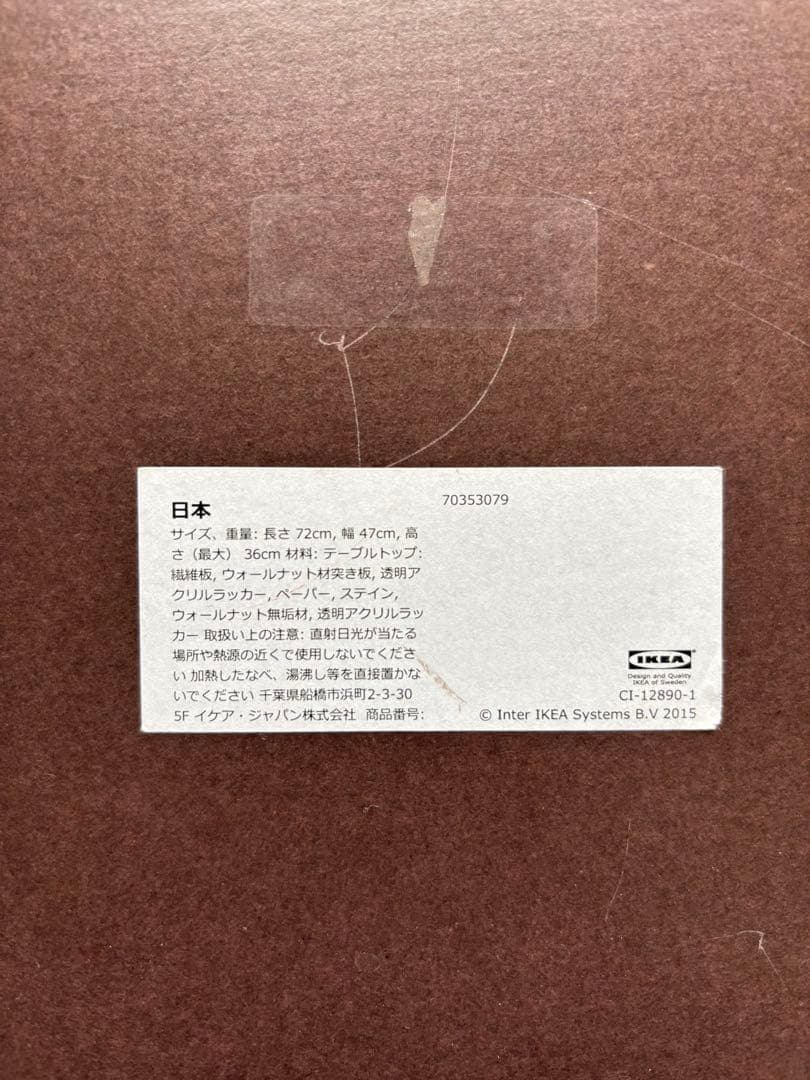 日本
サイズ、重量: 長さ 72cm, 幅 47cm, 高
さ（最大） 36cm 材料: テーブルトップ:
繊維板, ウォールナット材突き板, 透明ア
クリルラッカー, ペーパー, ステイン,
ウォールナット無垢材, 透明アクリルラッ
カー 取扱い上の注意: 直射日光が当たる
場所や熱源の近くで使用しないでくださ
い 加熱したなべ、湯沸し等を直接置かな
いでください 千葉県船橋市浜町2-3-30
5F イケア・ジャパン株式会社 商品番号:
70353079
IKEA
Design and Quality
IKEA of Sweden
CI-12890-1
© Inter IKEA Systems B.V 2015